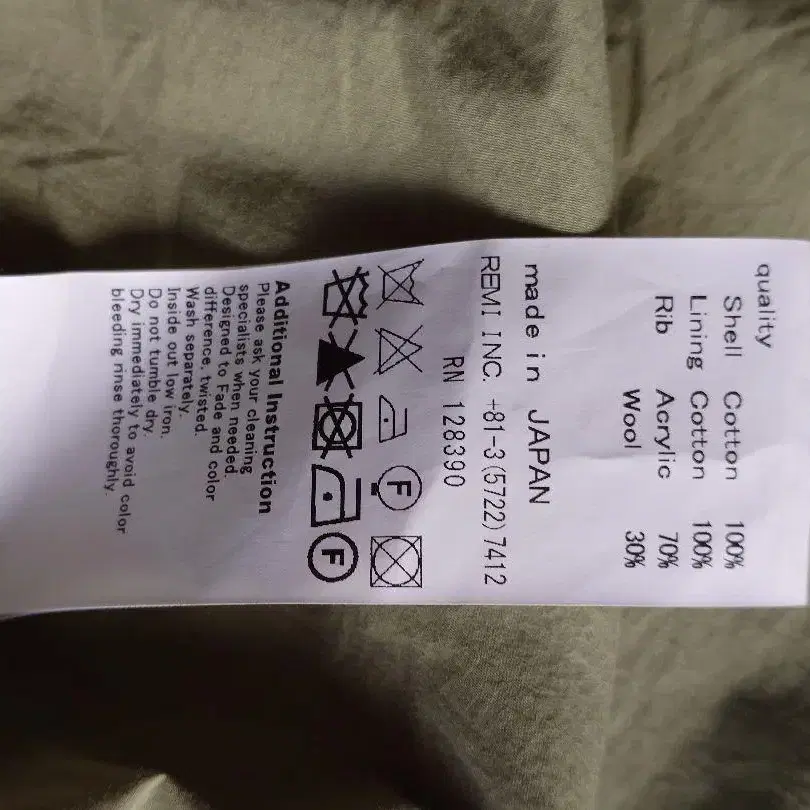 quality
Shell Cotton 100%
Lining Cotton 100%
Rib Acrylic 70%
Wool 30%
made in JAPAN
REMI INC. +81-3(5722)7412
RN 128390
F
F
Additional Instruction
Please ask your cleaning
specialists when needed.
Designed to Fade and color
difference, twisted.
Wash separately.
Inside out low iron.
Do not tumble dry.
Dry immediately to avoid color
bleeding rinse thoroughly.